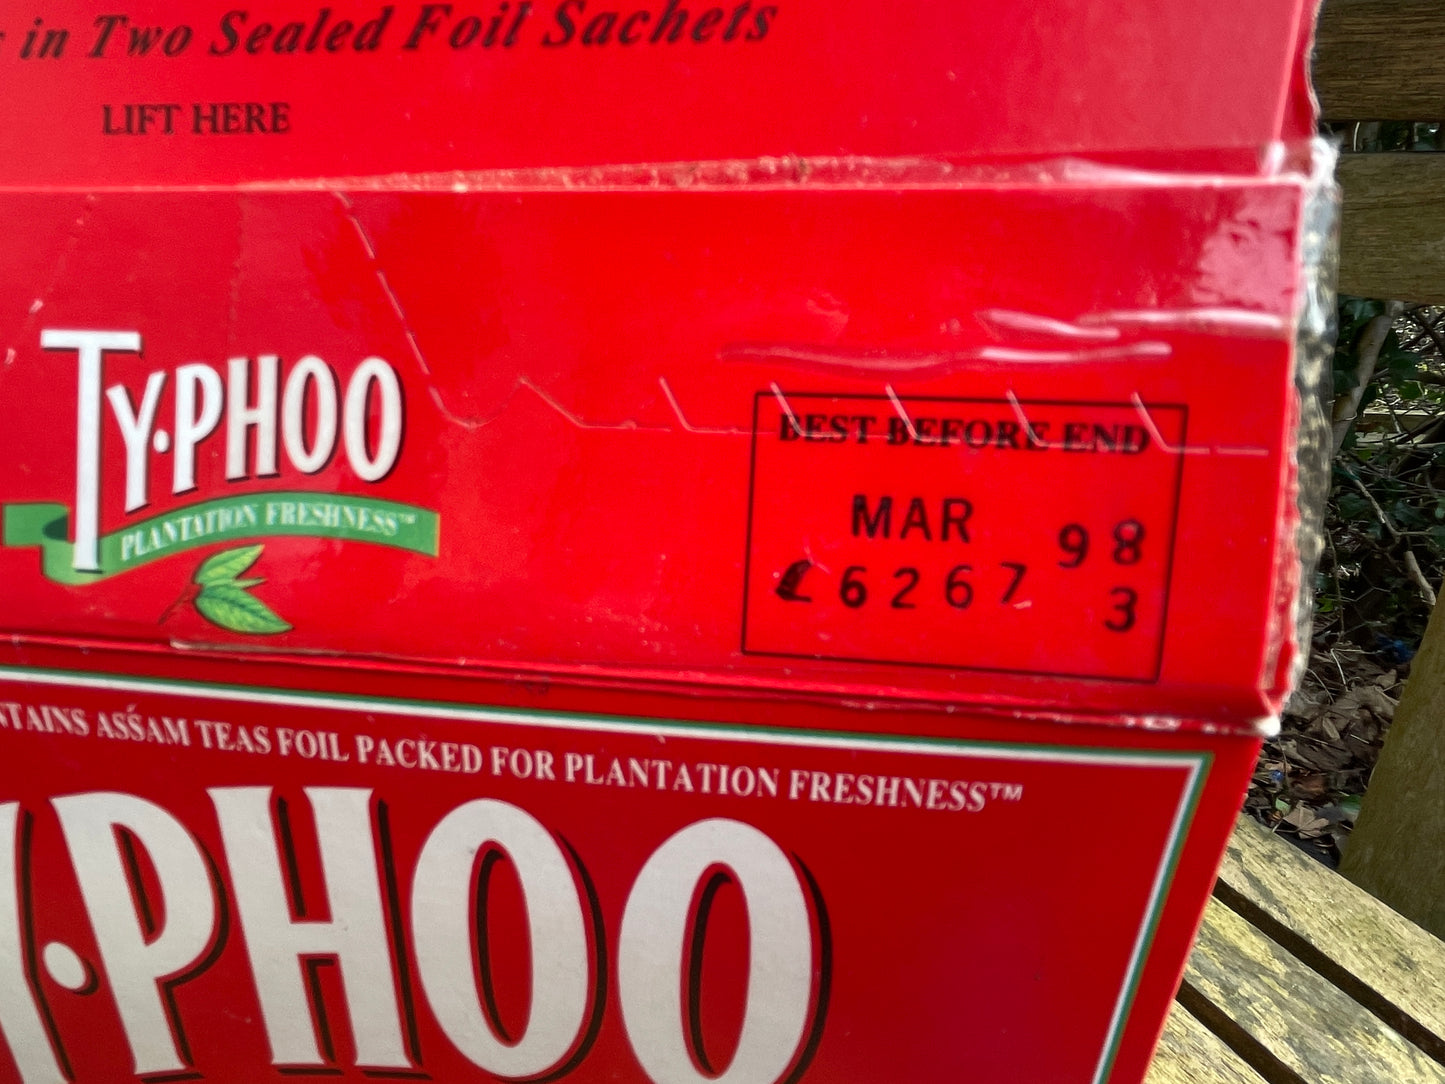 in Two Sealed Foil Sachets
LIFT HERE
TY·PHOO
PLANTATION FRESHNESS™
BEST BEFORE END
MAR 98
L6267 3
ASSAM TEAS FOIL PACKED FOR PLANTATION FRESHNESS™
Y·PHOO